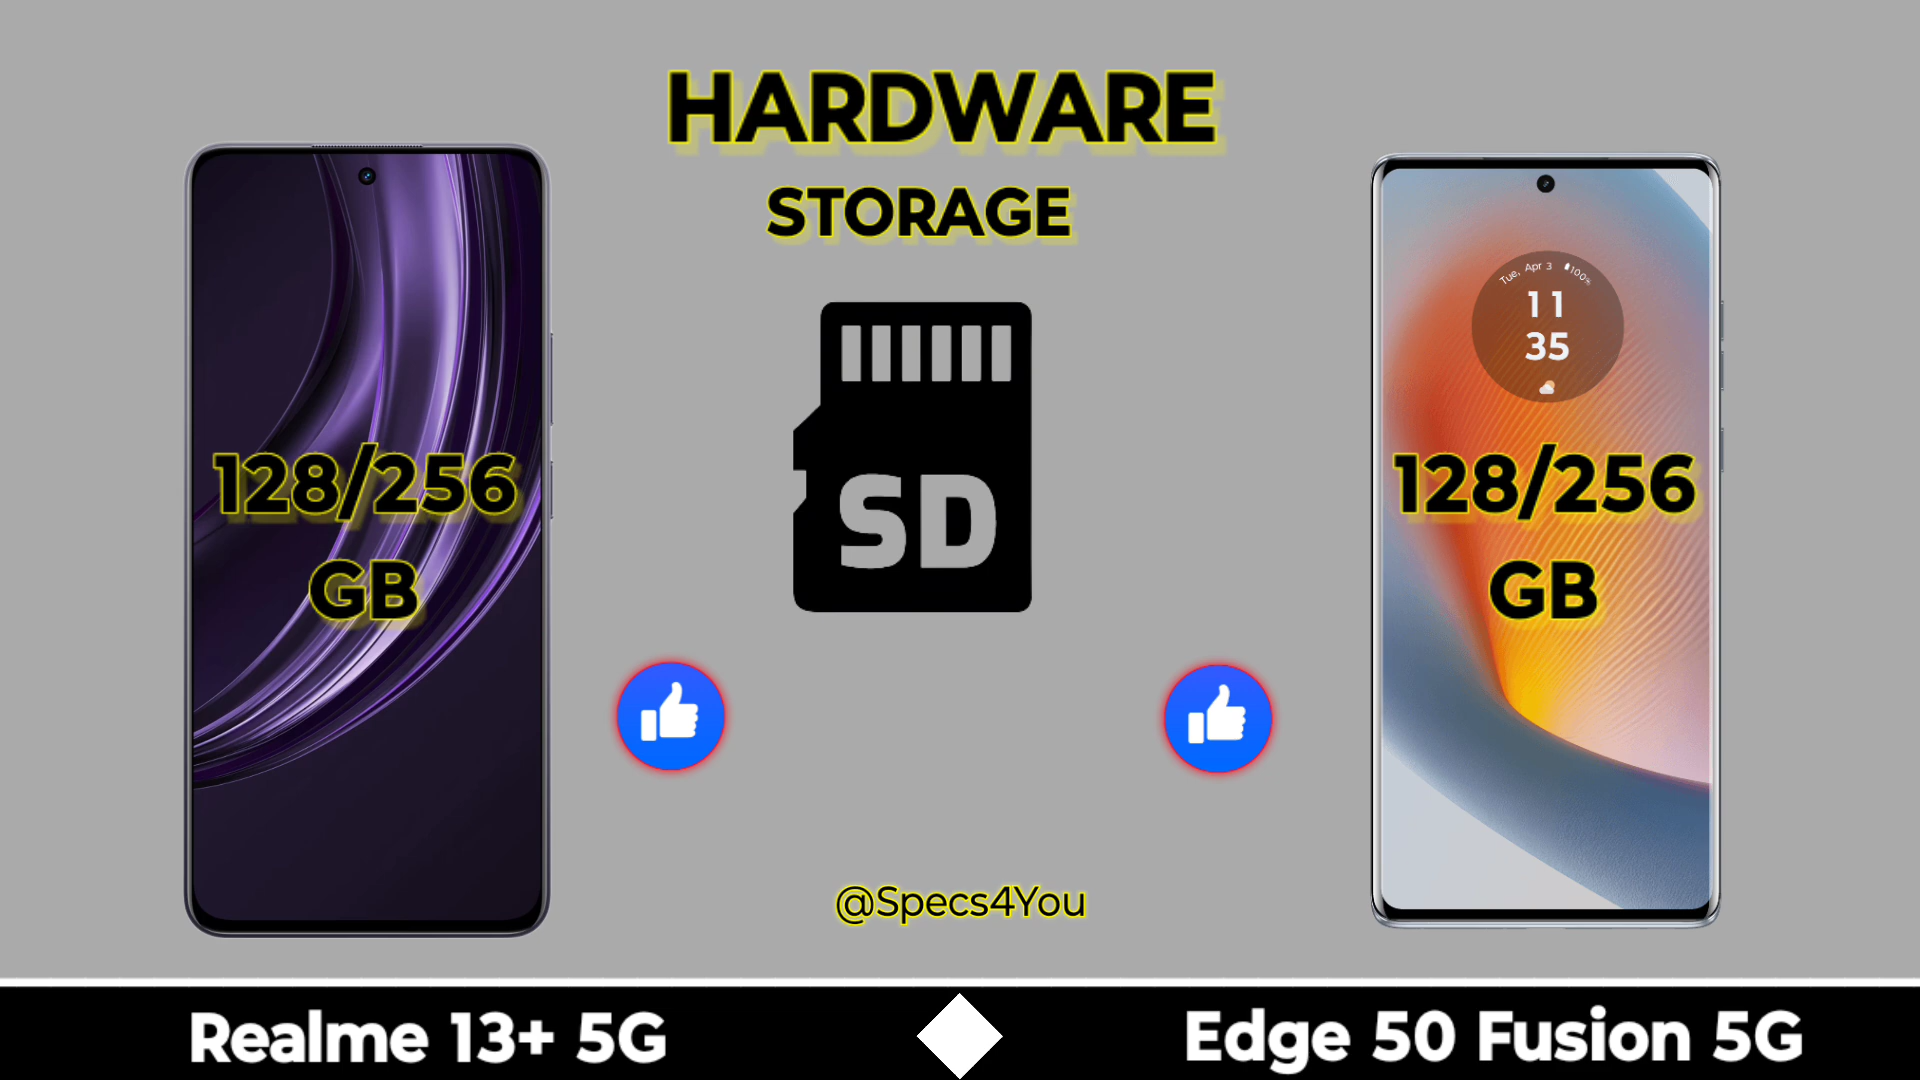 HARDWARE
STORAGE
Tue, Apr 3 100%
11
35
128/256
GB
SD
128/256
GB
@Specs4You
Realme 13+ 5G
Edge 50 Fusion 5G